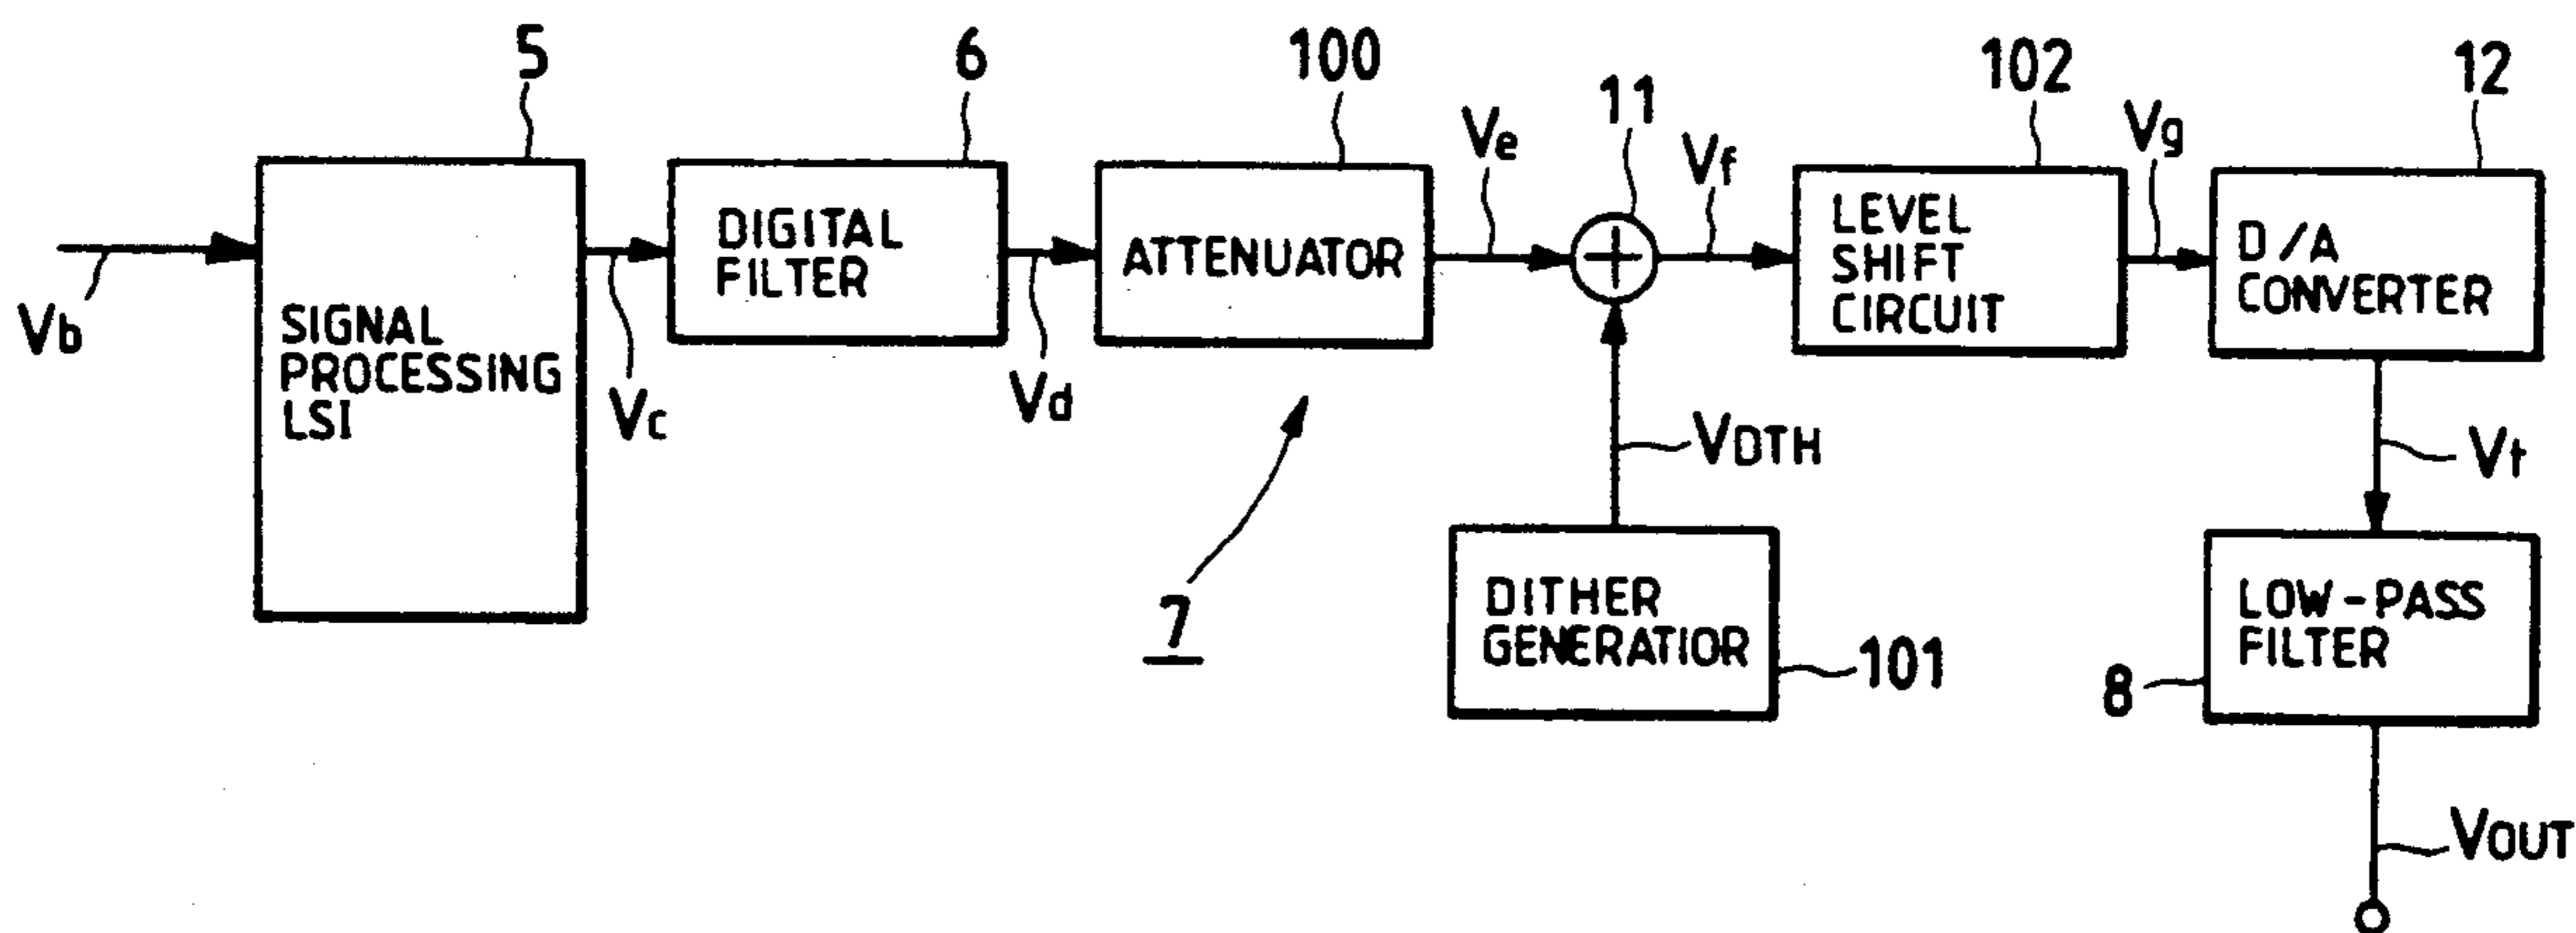 5
6
100
11
102
12
Ve
Vf
Vg
SIGNAL
PROCESSING
LSI
DIGITAL
FILTER
ATTENUATOR
LEVEL
SHIFT
CIRCUIT
D/A
CONVERTER
Vb
Vc
Vd
VDTH
Vt
7
DITHER
GENERATIOR
101
LOW-PASS
FILTER
8
VOUT